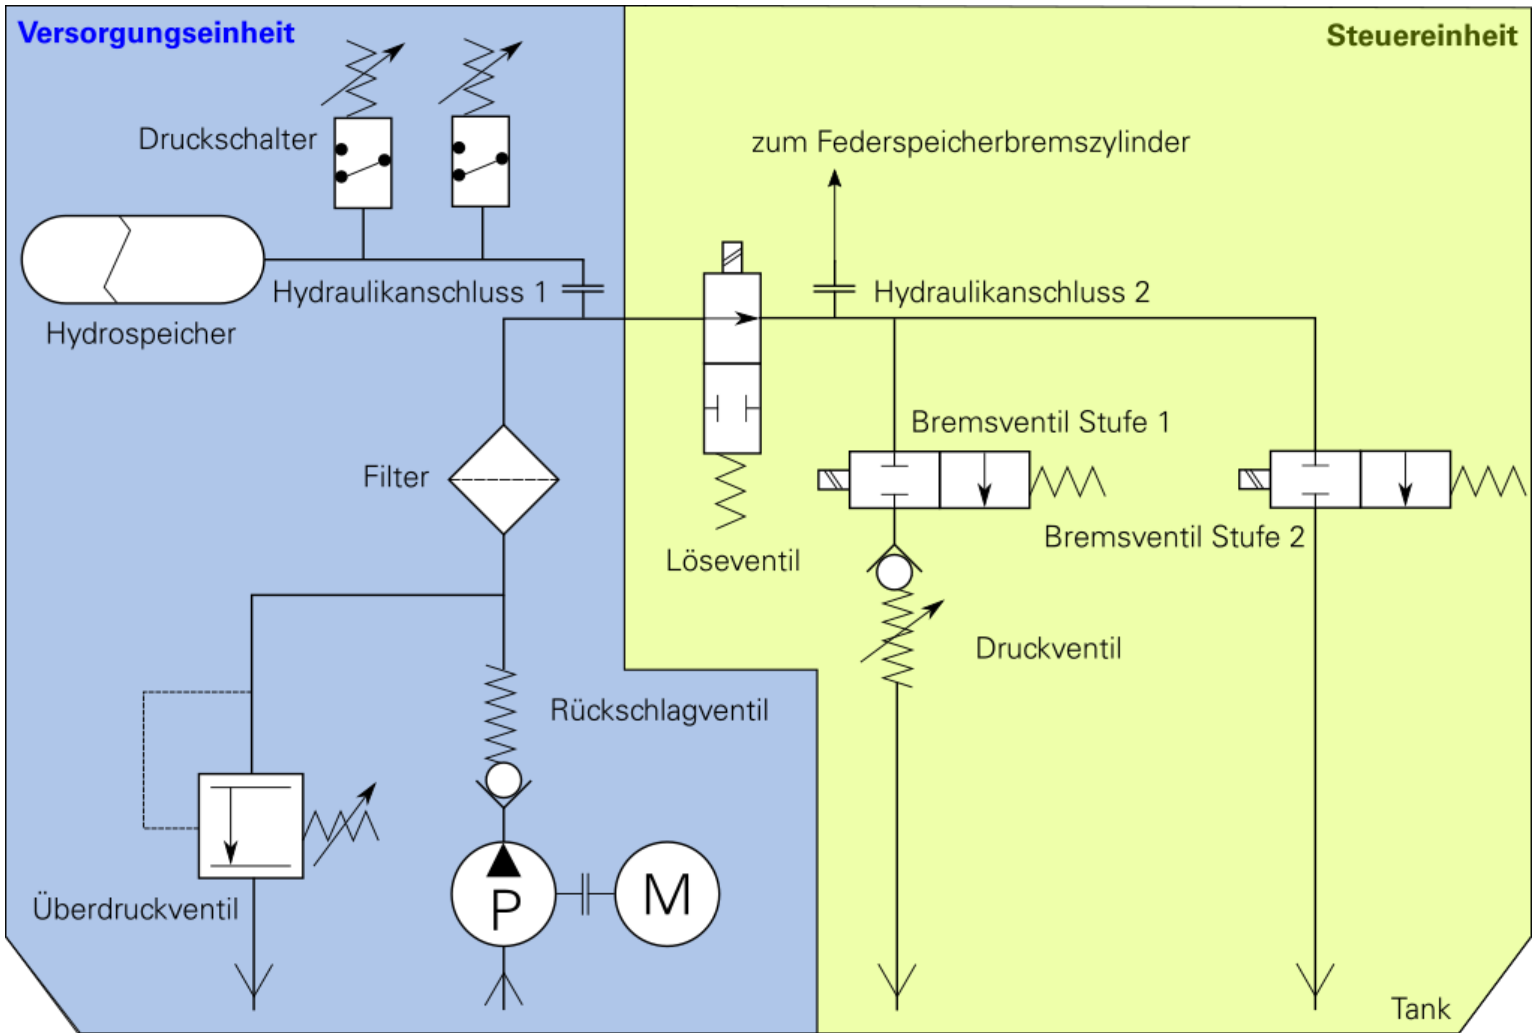 Versorgungseinheit
Steuereinheit
Druckschalter
zum Federspeicherbremszylinder
Hydraulikanschluss 1
Hydraulikanschluss 2
Hydrospeicher
Bremsventil Stufe 1
Filter
Bremsventil Stufe 2
Löseventil
Druckventil
Rückschlagventil
P
M
Überdruckventil
Tank